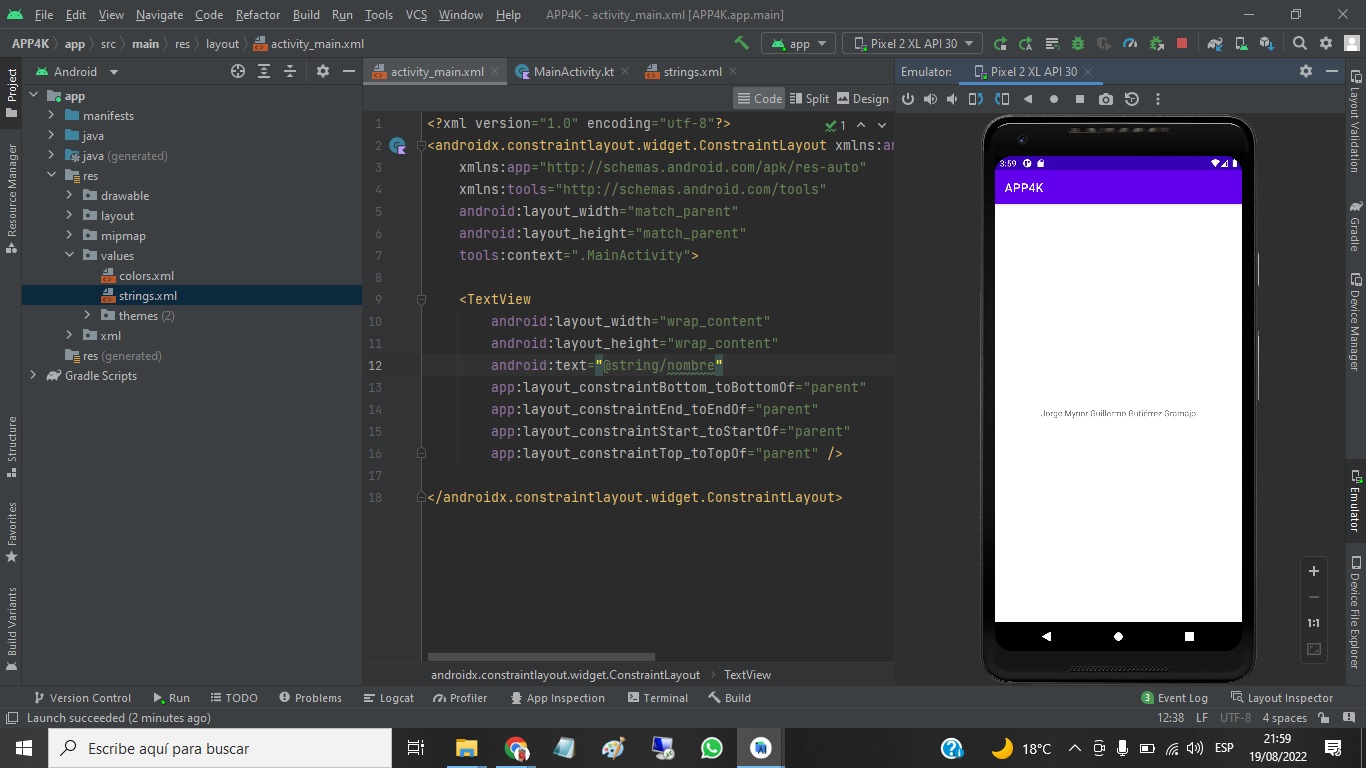 File Edit View Navigate Code Refactor Build Run Tools VCS Window Help APP4K - activity_main.xml [APP4K.app.main]
APP4K app src main res layout activity_main.xml app Pixel 2 XL API 30
Project
Resource Manager
Structure
Favorites
Build Variants
Android
app
manifests
java
java (generated)
res
drawable
layout
mipmap
values
colors.xml
strings.xml
themes (2)
xml
res (generated)
Gradle Scripts
activity_main.xml MainActivity.kt strings.xml
Code Split Design
1
1 <?xml version="1.0" encoding="utf-8"?>
2 <androidx.constraintlayout.widget.ConstraintLayout xmlns:an
3 xmlns:app="http://schemas.android.com/apk/res-auto"
4 xmlns:tools="http://schemas.android.com/tools"
5 android:layout_width="match_parent"
6 android:layout_height="match_parent"
7 tools:context=".MainActivity">
8
9 <TextView
10 android:layout_width="wrap_content"
11 android:layout_height="wrap_content"
12 android:text="@string/nombre"
13 app:layout_constraintBottom_toBottomOf="parent"
14 app:layout_constraintEnd_toEndOf="parent"
15 app:layout_constraintStart_toStartOf="parent"
16 app:layout_constraintTop_toTopOf="parent" />
17
18 </androidx.constraintlayout.widget.ConstraintLayout>
androidx.constraintlayout.widget.ConstraintLayout TextView
Emulator: Pixel 2 XL API 30
3:59
APP4K
Jorge Mynor Guillermo Gutiérrez Gramajo
1:1
Layout Validation
Gradle
Device Manager
Emulator
Device File Explorer
Version Control Run TODO Problems Logcat Profiler App Inspection Terminal Build 3 Event Log Layout Inspector
Launch succeeded (2 minutes ago) 12:38 LF UTF-8 4 spaces
Escribe aquí para buscar 18°C ESP 21:59
19/08/2022